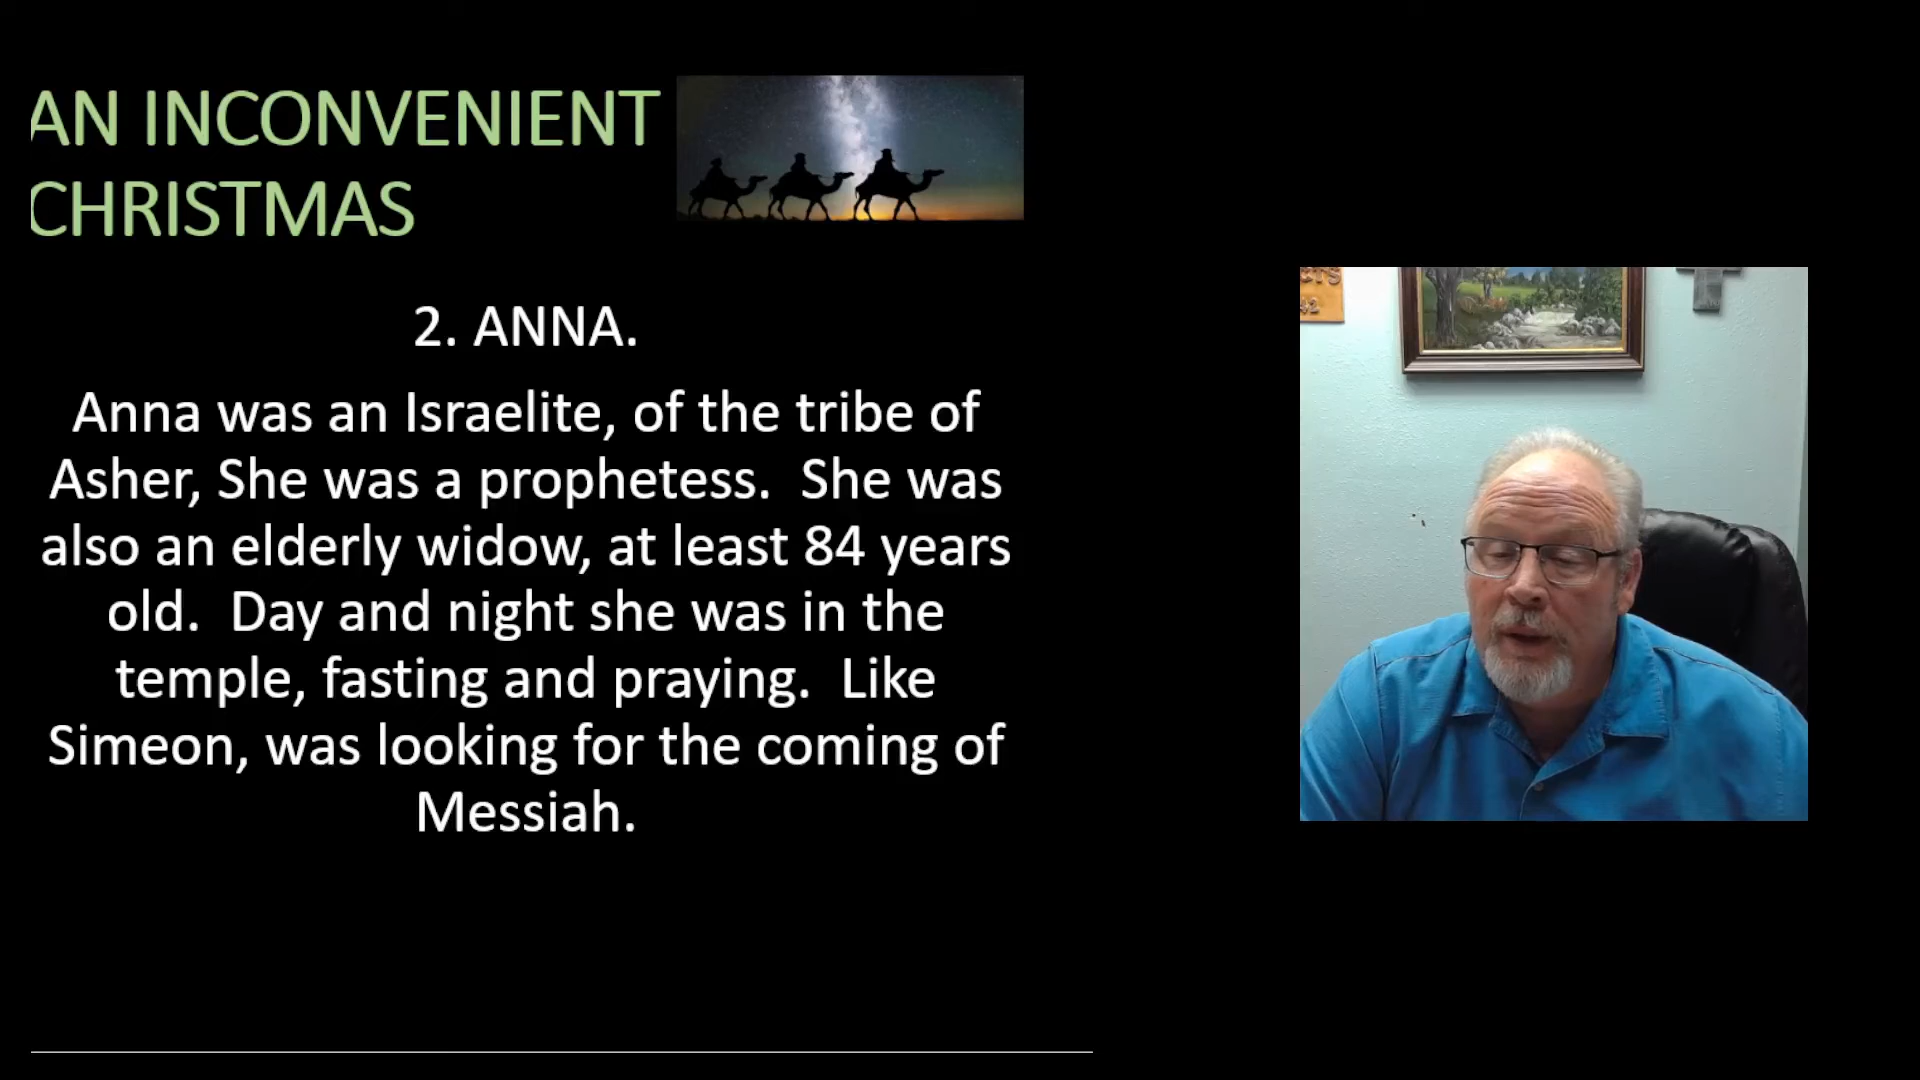 AN INCONVENIENT
CHRISTMAS
2. ANNA.
Anna was an Israelite, of the tribe of
Asher, She was a prophetess.  She was
also an elderly widow, at least 84 years
old.  Day and night she was in the
temple, fasting and praying.  Like
Simeon, was looking for the coming of
Messiah.